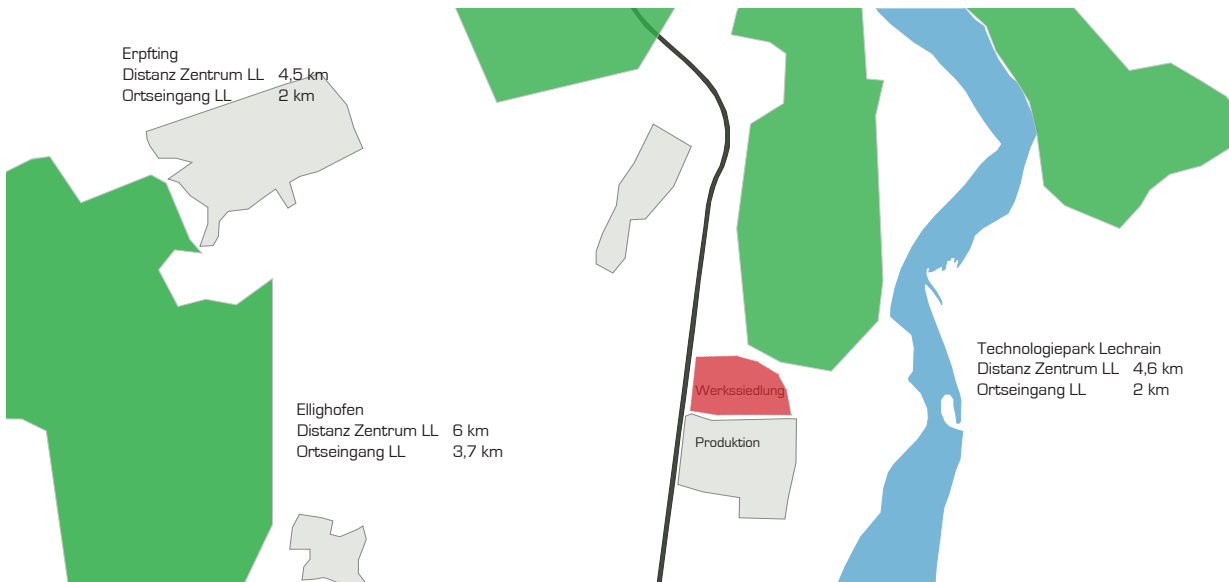 Erpfting
Distanz Zentrum LL 4,5 km
Ortseingang LL 2 km
Technologiepark Lechrain
Distanz Zentrum LL 4,6 km
Ortseingang LL 2 km
Werkssiedlung
Ellighofen
Distanz Zentrum LL 6 km
Ortseingang LL 3,7 km
Produktion